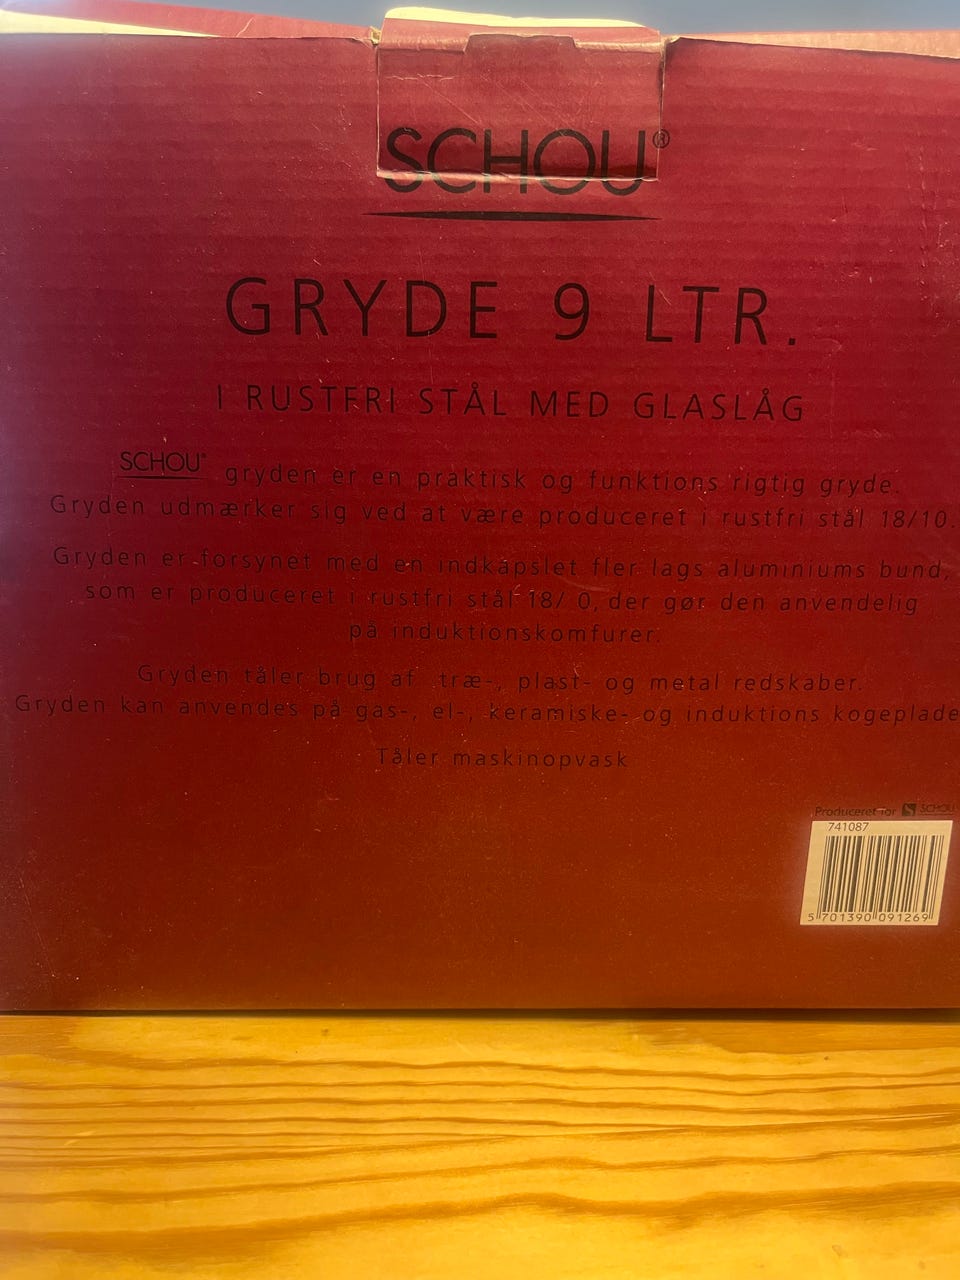 SCHOU®
GRYDE 9 LTR.
I RUSTFRI STÅL MED GLASLÅG
SCHOU® gryden er en praktisk og funktions rigtig gryde.
Gryden udmærker sig ved at være produceret i rustfri stål 18/10.
Gryden er forsynet med en indkapslet fler lags aluminiums bund,
som er produceret i rustfri stål 18/ 0, der gør den anvendelig
på induktionskomfurer.
Gryden tåler brug af træ-, plast- og metal redskaber.
Gryden kan anvendes på gas-, el-, keramiske- og induktions kogeplade
Tåler maskinopvask
Produceret for SCHOU
741087
5 701390 091269